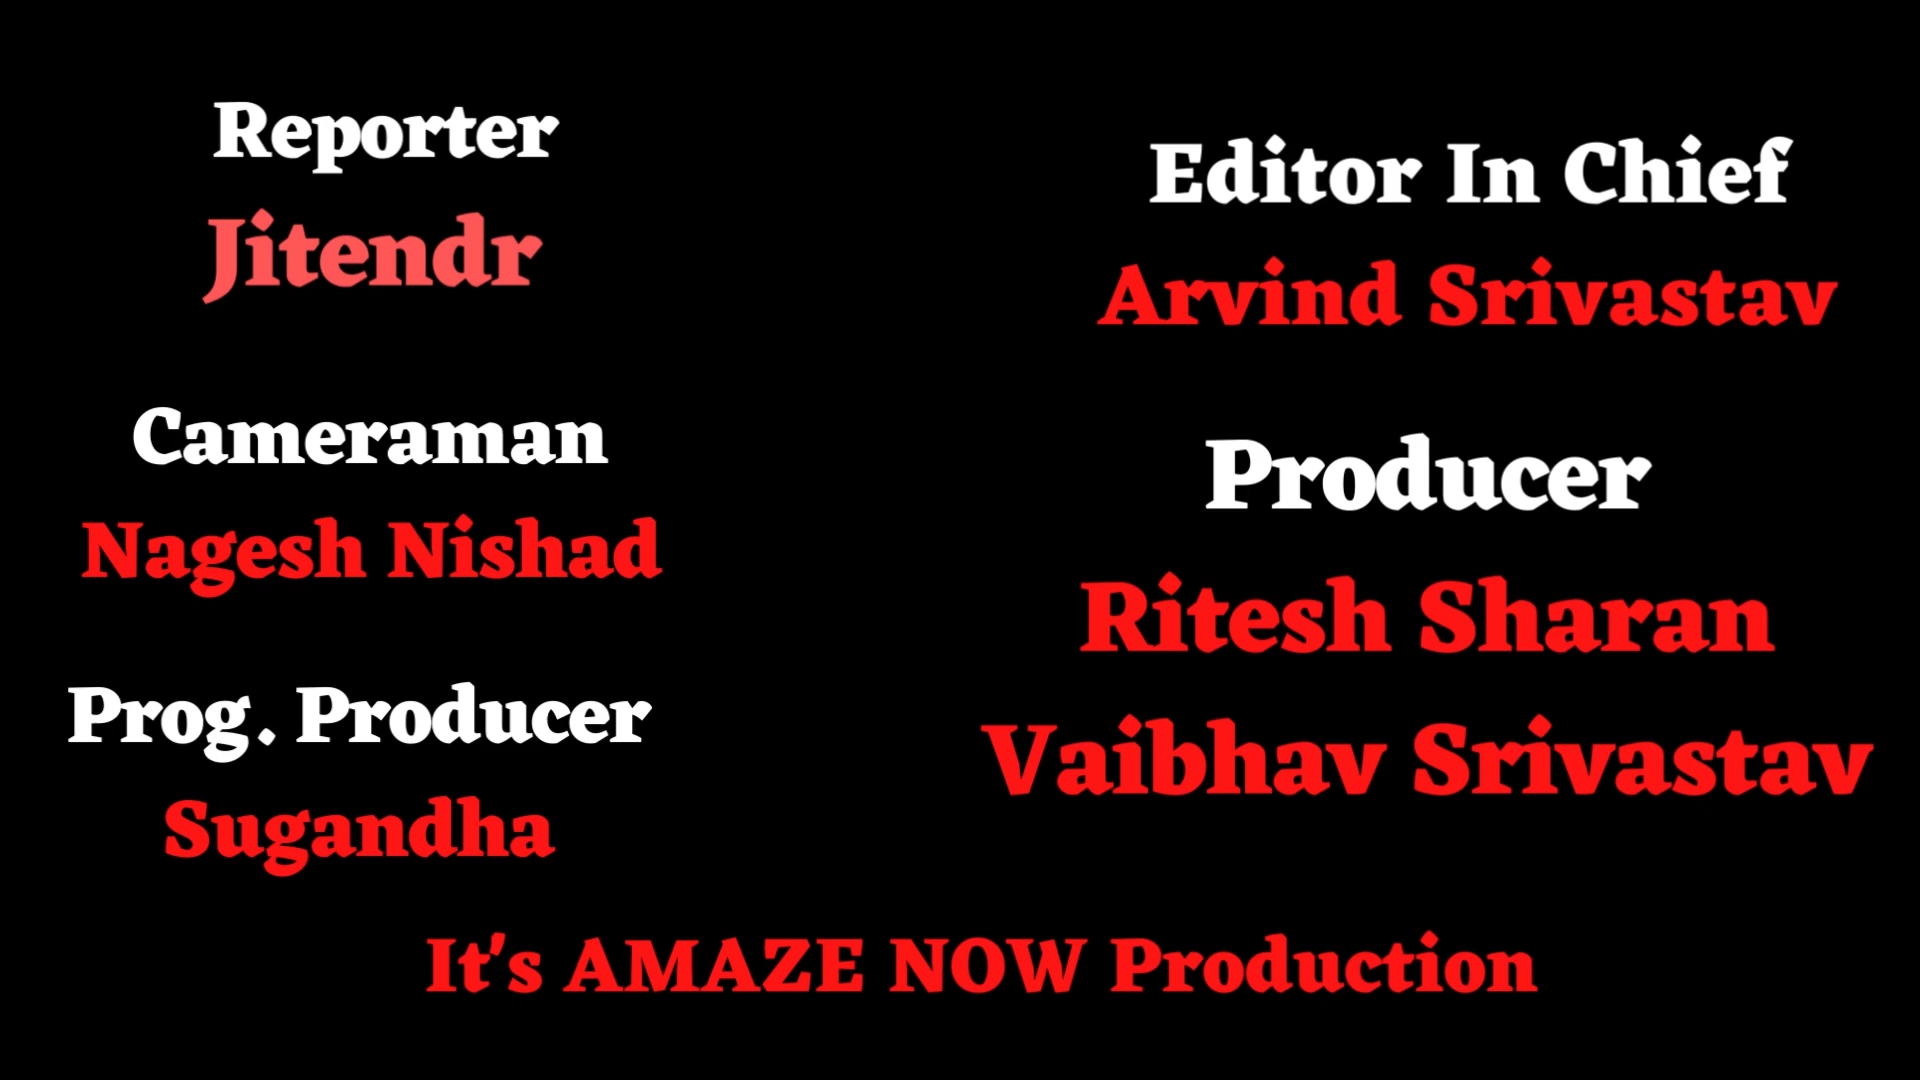 Reporter
Jitendr
Cameraman
Nagesh Nishad
Prog. Producer
Sugandha
Editor In Chief
Arvind Srivastav
Producer
Ritesh Sharan
Vaibhav Srivastav
It's AMAZE NOW Production